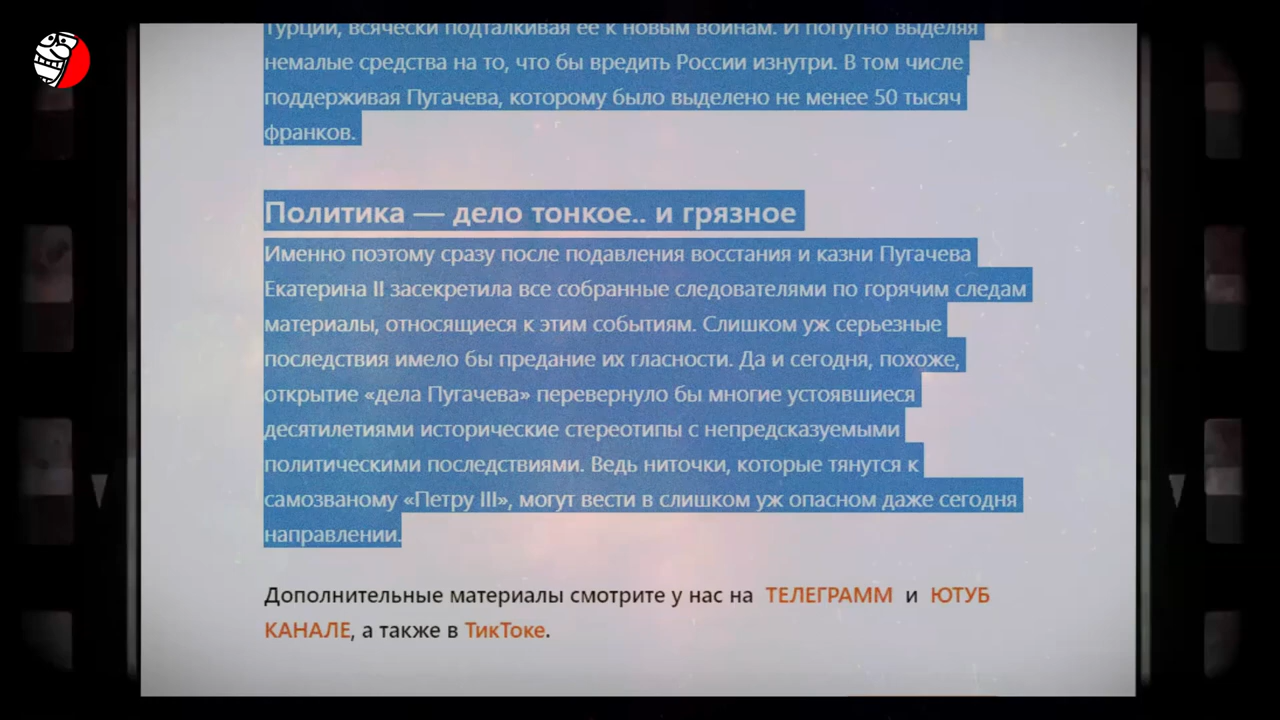 Турции, всячески подталкивая ее к новым войнам. И попутно выделяя
немалые средства на то, что бы вредить России изнутри. В том числе
поддерживая Пугачева, которому было выделено не менее 50 тысяч
франков.
Политика — дело тонкое.. и грязное
Именно поэтому сразу после подавления восстания и казни Пугачева
Екатерина II засекретила все собранные следователями по горячим следам
материалы, относящиеся к этим событиям. Слишком уж серьезные
последствия имело бы предание их гласности. Да и сегодня, похоже,
открытие «дела Пугачева» перевернуло бы многие устоявшиеся
десятилетиями исторические стереотипы с непредсказуемыми
политическими последствиями. Ведь ниточки, которые тянутся к
самозваному «Петру III», могут вести в слишком уж опасном даже сегодня
направлении.
Дополнительные материалы смотрите у нас на ТЕЛЕГРАММ и ЮТУБ
КАНАЛЕ, а также в ТикТоке.